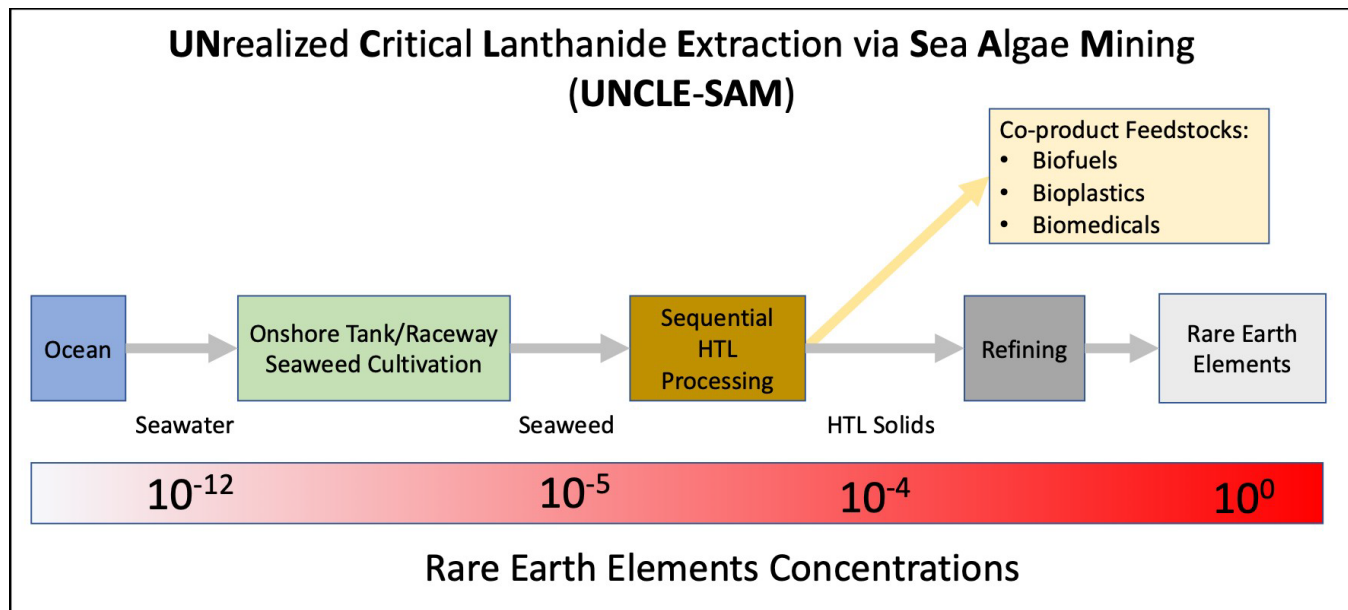 UNrealized Critical Lanthanide Extraction via Sea Algae Mining
(UNCLE-SAM)
Co-product Feedstocks:
• Biofuels
• Bioplastics
• Biomedicals
Ocean
Onshore Tank/Raceway
Seaweed Cultivation
Sequential
HTL
Processing
Refining
Rare Earth
Elements
Seawater
Seaweed
HTL Solids
10⁻¹²
10⁻⁵
10⁻⁴
10⁰
Rare Earth Elements Concentrations